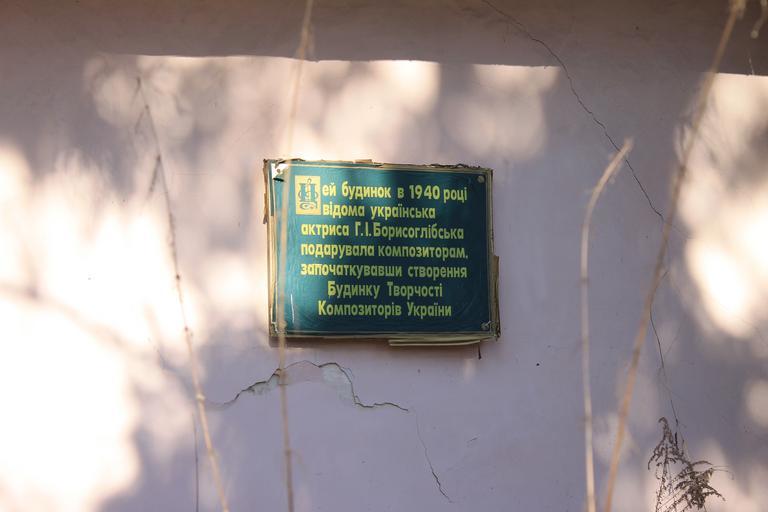 Цей будинок в 1940 році
відома українська
актриса Г.І.Борисоглібська
подарувала композиторам,
започаткувавши створення
Будинку Творчості
Композиторів України